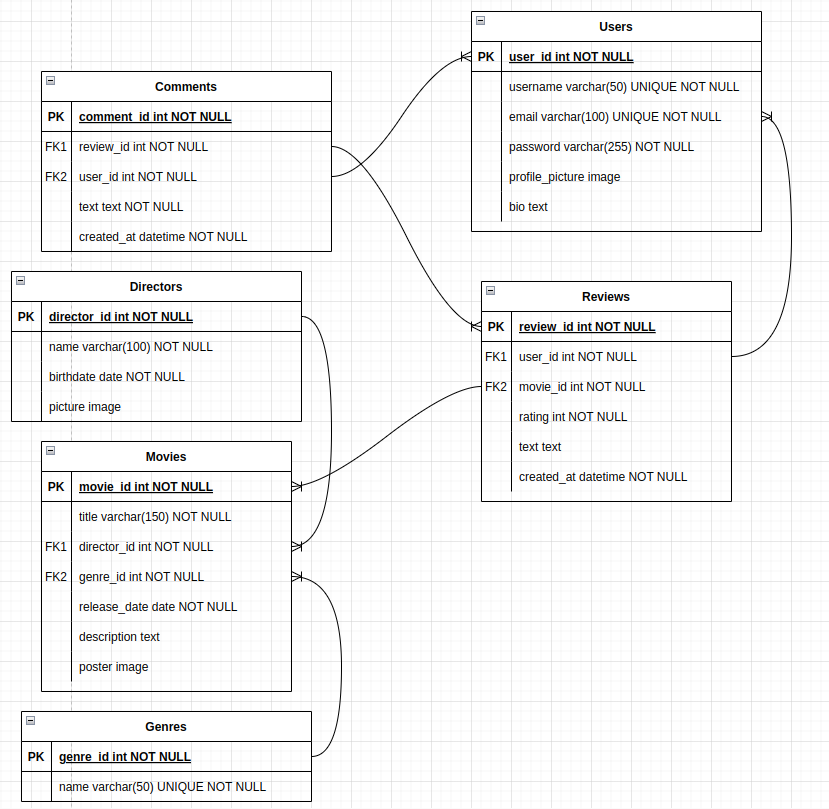 Users
PK user_id int NOT NULL
username varchar(50) UNIQUE NOT NULL
email varchar(100) UNIQUE NOT NULL
password varchar(255) NOT NULL
profile_picture image
bio text
Comments
PK comment_id int NOT NULL
FK1 review_id int NOT NULL
FK2 user_id int NOT NULL
text text NOT NULL
created_at datetime NOT NULL
Directors
PK director_id int NOT NULL
name varchar(100) NOT NULL
birthdate date NOT NULL
picture image
Reviews
PK review_id int NOT NULL
FK1 user_id int NOT NULL
FK2 movie_id int NOT NULL
rating int NOT NULL
text text
created_at datetime NOT NULL
Movies
PK movie_id int NOT NULL
title varchar(150) NOT NULL
FK1 director_id int NOT NULL
FK2 genre_id int NOT NULL
release_date date NOT NULL
description text
poster image
Genres
PK genre_id int NOT NULL
name varchar(50) UNIQUE NOT NULL